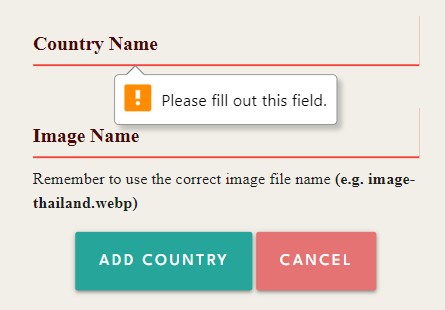 Country Name
Please fill out this field.
Image Name
Remember to use the correct image file name (e.g. image-
thailand.webp)
ADD COUNTRY CANCEL